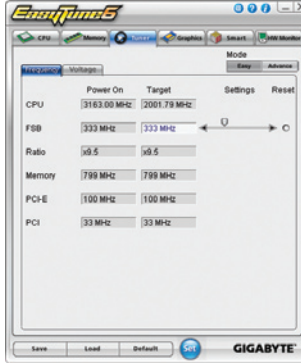 EasyTune6
CPU Memory Tuner Graphics Smart HW Monitor
Mode
Easy Advance
Frequency Voltage
Power On Target Settings Reset
CPU 3163.00 MHz 2001.79 MHz
FSB 333 MHz 333 MHz
Ratio x9.5 x9.5
Memory 799 MHz 799 MHz
PCI-E 100 MHz 100 MHz
PCI 33 MHz 33 MHz
Save Load Default Set GIGABYTE